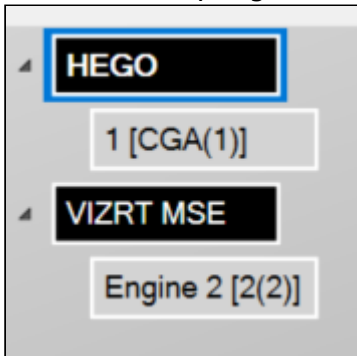 HEGO
1 [CGA(1)]
VIZRT MSE
Engine 2 [2(2)]